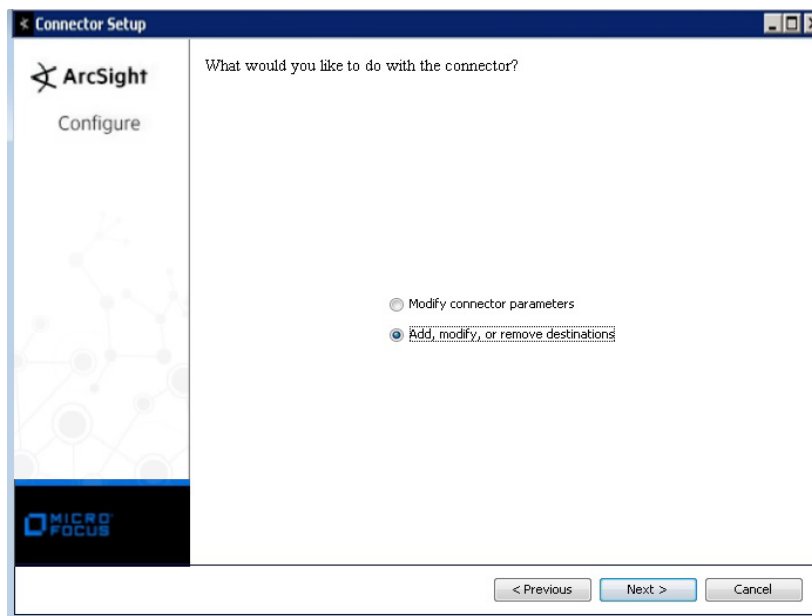 Connector Setup
ArcSight
Configure
What would you like to do with the connector?
Modify connector parameters
Add, modify, or remove destinations
MICRO
FOCUS
< Previous
Next >
Cancel